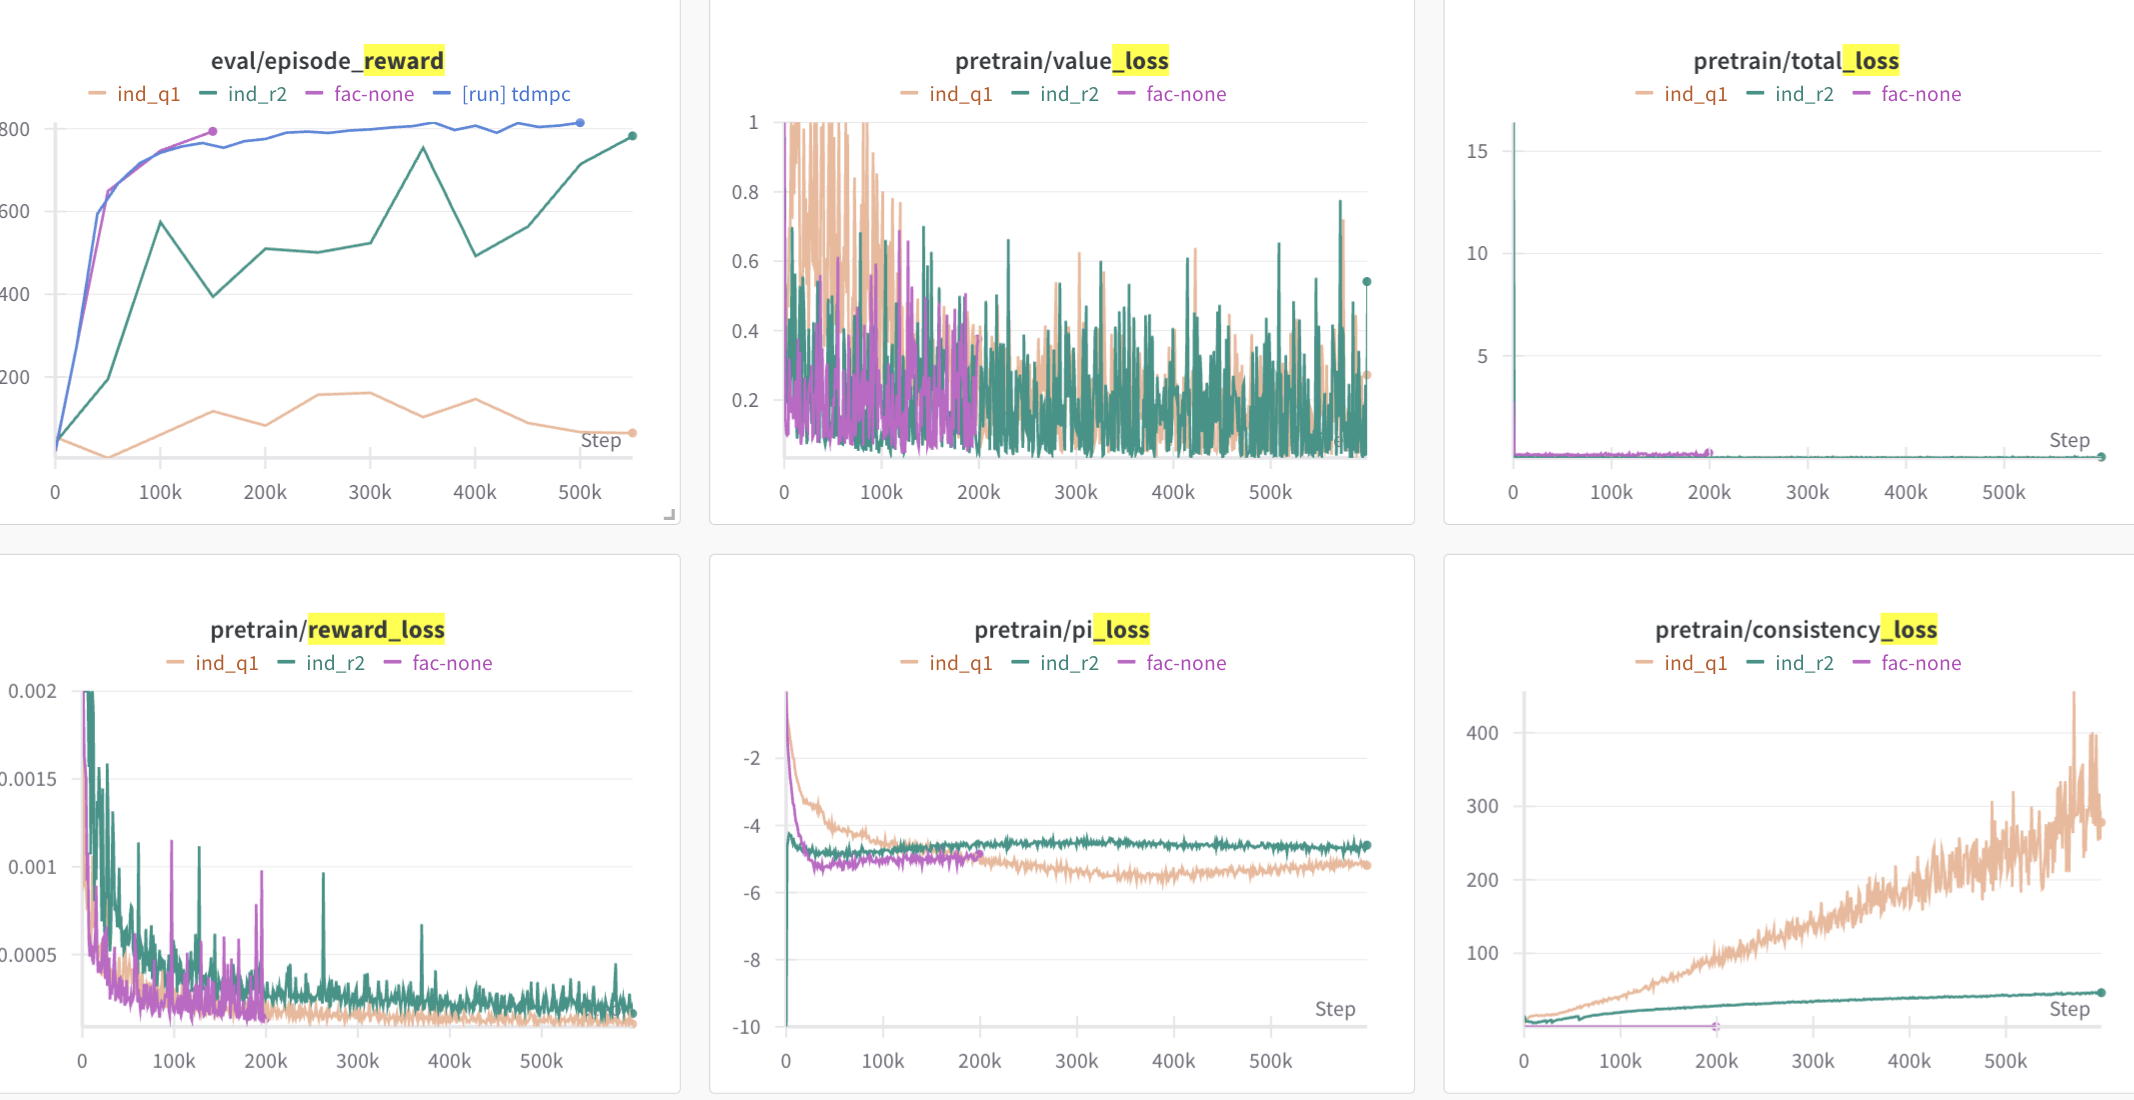 eval/episode_reward
ind_q1 ind_r2 fac-none [run] tdmpc
800
600
400
200
Step
0 100k 200k 300k 400k 500k
pretrain/value_loss
ind_q1 ind_r2 fac-none
1
0.8
0.6
0.4
0.2
0 100k 200k 300k 400k 500k
pretrain/total_loss
ind_q1 ind_r2 fac-none
15
10
5
Step
0 100k 200k 300k 400k 500k
pretrain/reward_loss
ind_q1 ind_r2 fac-none
0.002
0.0015
0.001
0.0005
0 100k 200k 300k 400k 500k
pretrain/pi_loss
ind_q1 ind_r2 fac-none
-2
-4
-6
-8
-10
Step
0 100k 200k 300k 400k 500k
pretrain/consistency_loss
ind_q1 ind_r2 fac-none
400
300
200
100
Step
0 100k 200k 300k 400k 500k